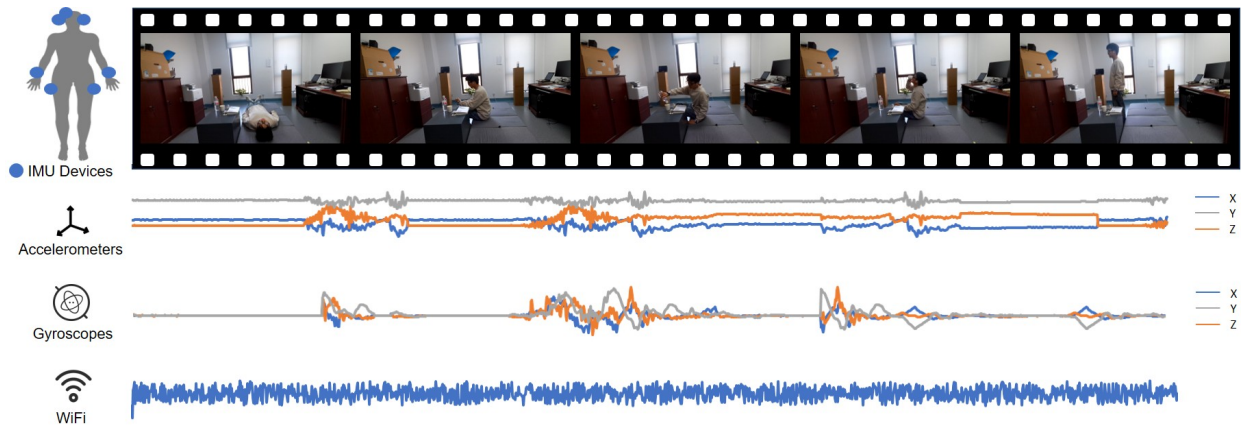 IMU Devices
Accelerometers
X
Y
Z
Gyroscopes
X
Y
Z
WiFi